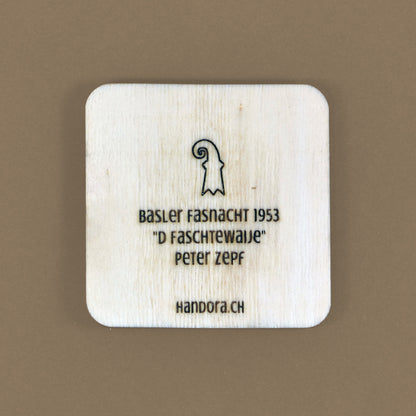 Basler Fasnacht 1953
"D Faschtewaije"
Peter Zepf
Handora.ch